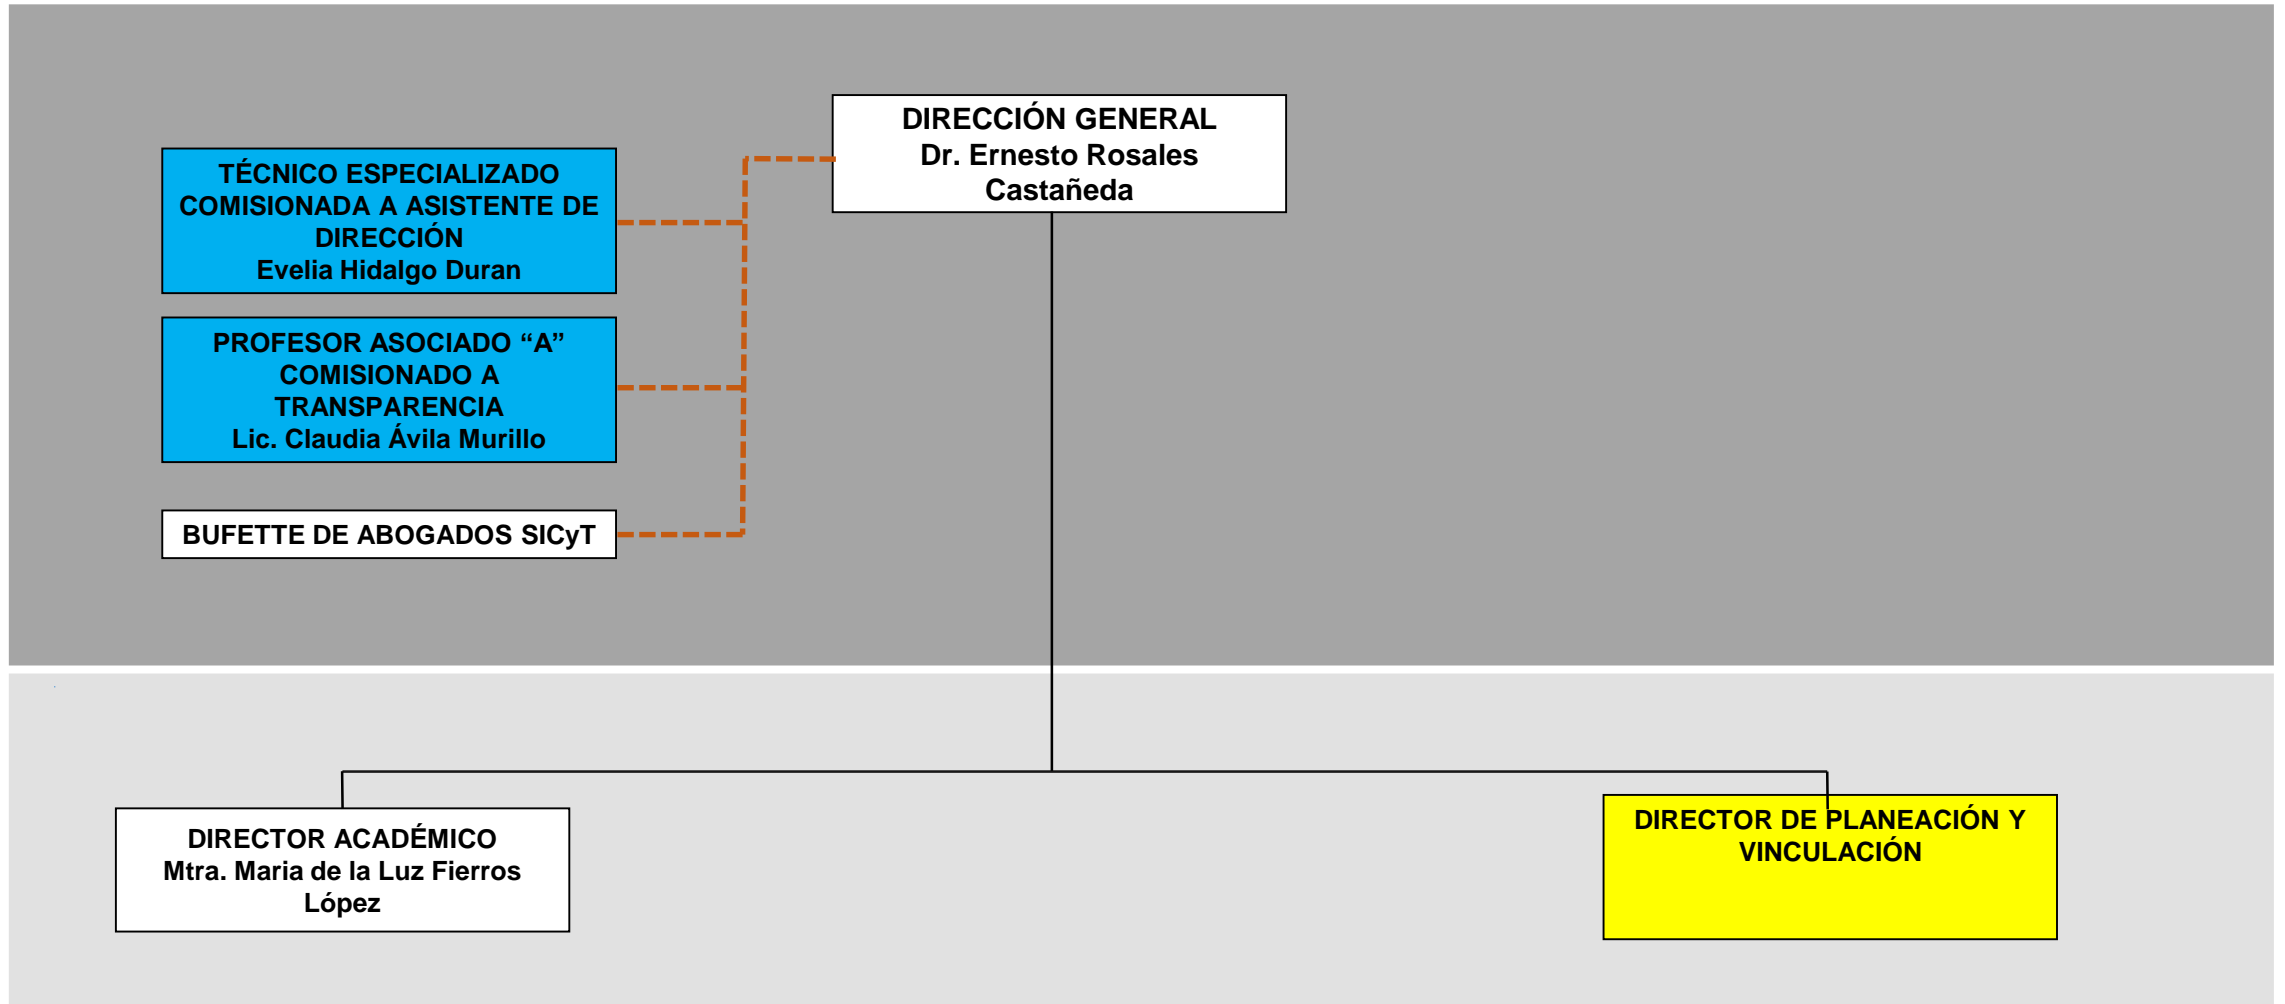 DIRECCIÓN GENERAL
Dr. Ernesto Rosales
Castañeda
TÉCNICO ESPECIALIZADO
COMISIONADA A ASISTENTE DE
DIRECCIÓN
Evelia Hidalgo Duran
PROFESOR ASOCIADO “A”
COMISIONADO A
TRANSPARENCIA
Lic. Claudia Ávila Murillo
BUFETTE DE ABOGADOS SICyT
DIRECTOR ACADÉMICO
Mtra. Maria de la Luz Fierros
López
DIRECTOR DE PLANEACIÓN Y
VINCULACIÓN